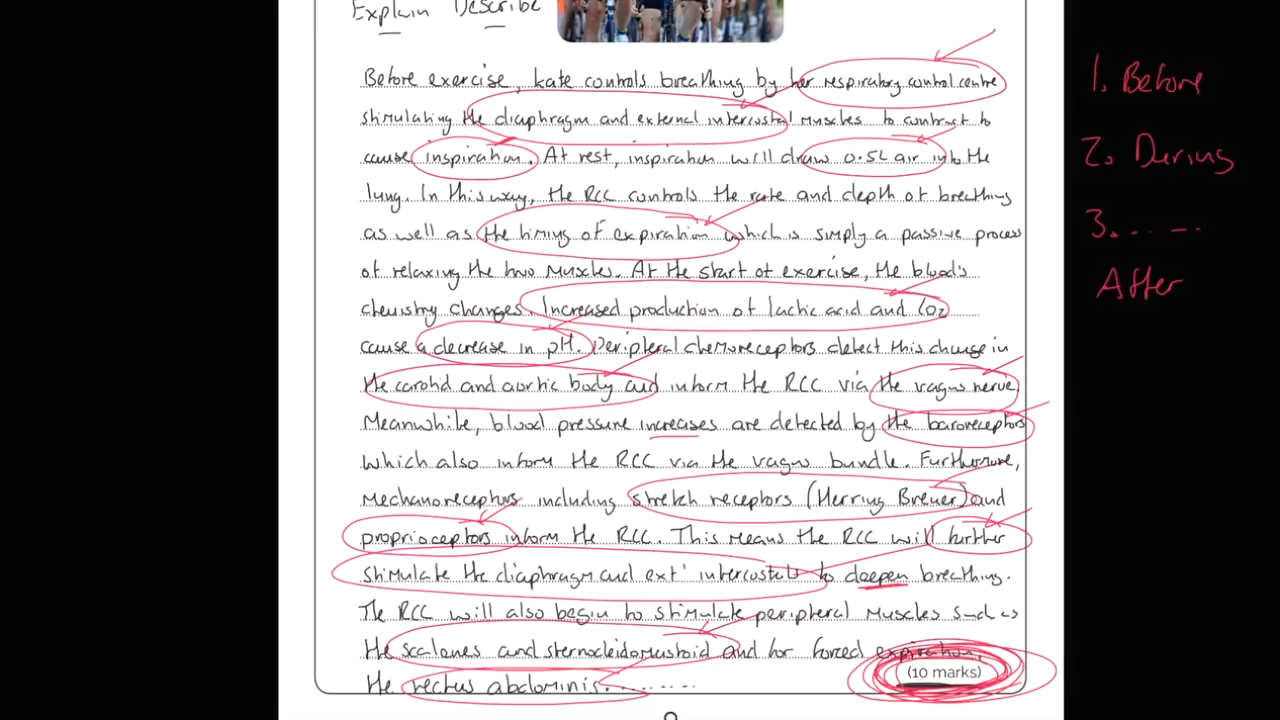 Explain Describe
Before exercise, Kate controls breathing by her respiratory control centre
stimulating the diaphragm and external intercostal muscles to contract to
cause inspiration. At rest, inspiration will draw 0.5L air into the
lung. In this way, the RCC controls the rate and depth of breathing
as well as the timing of expiration which is simply a passive process
of relaxing the two muscles. At the start of exercise, the blood's
chemistry changes. Increased production of lactic acid and CO2
cause a decrease in pH. Peripheral chemoreceptors detect this change in
the carotid and aortic body and inform the RCC via the vagus nerve.
Meanwhile, blood pressure increases are detected by the baroreceptors
which also inform the RCC via the vagus bundle. Furthermore,
mechanoreceptors including stretch receptors (Herring Breuer) and
proprioceptors inform the RCC. This means the RCC will further
stimulate the diaphragm and ext' intercostals to deepen breathing.
The RCC will also begin to stimulate peripheral muscles such as
the scalenes and sternocleidomastoid and for forced expiration,
the rectus abdominis.........
(10 marks)
1. Before
2. During
3. .. - --
After